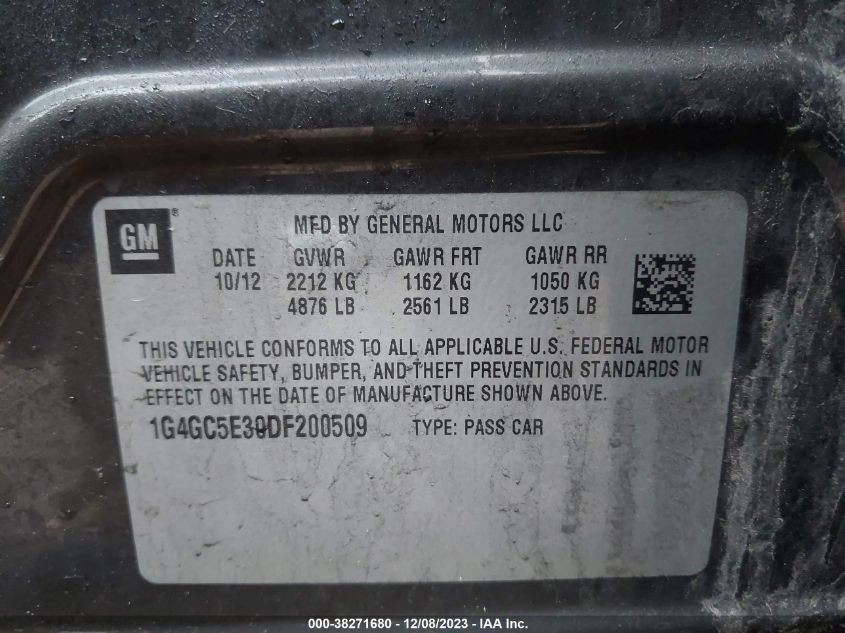 GM ® MFD BY GENERAL MOTORS LLC
DATE GVWR GAWR FRT GAWR RR
10/12 2212 KG 1162 KG 1050 KG
4876 LB 2561 LB 2315 LB
THIS VEHICLE CONFORMS TO ALL APPLICABLE U.S. FEDERAL MOTOR
VEHICLE SAFETY, BUMPER, AND THEFT PREVENTION STANDARDS IN
EFFECT ON THE DATE OF MANUFACTURE SHOWN ABOVE.
1G4GC5E30DF200509 TYPE: PASS CAR
000-38271680 - 12/08/2023 - IAA Inc.